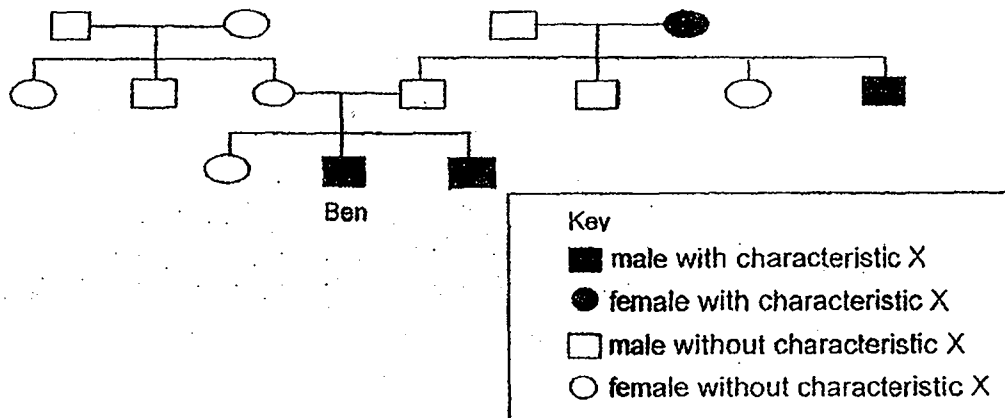 Ben
Key
male with characteristic X
female with characteristic X
male without characteristic X
female without characteristic X